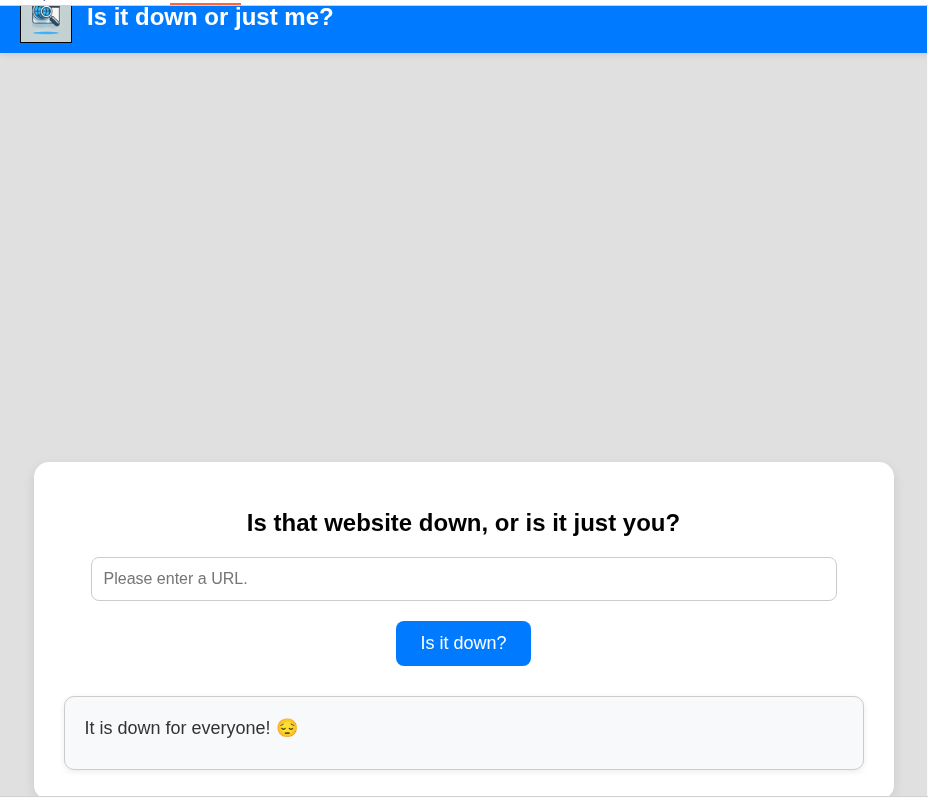 Is it down or just me?
Is that website down, or is it just you?
Please enter a URL.
Is it down?
It is down for everyone! 😔